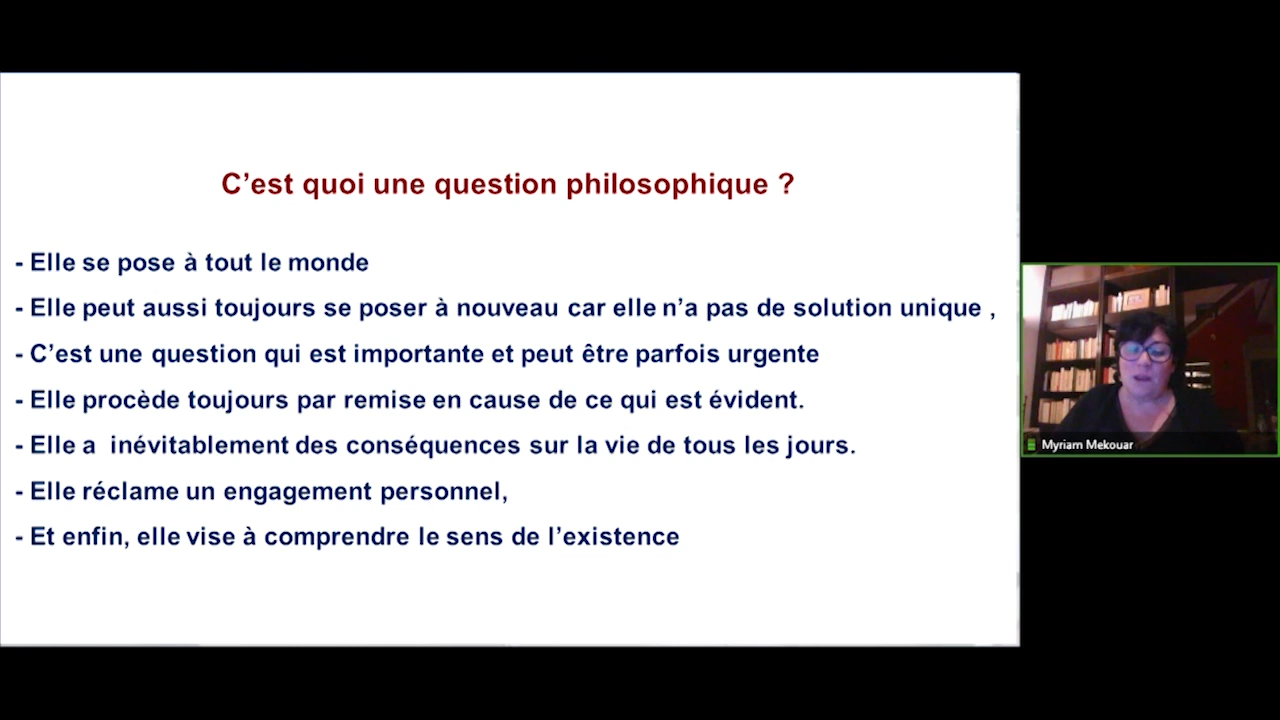 C’est quoi une question philosophique ?
- Elle se pose à tout le monde
- Elle peut aussi toujours se poser à nouveau car elle n’a pas de solution unique ,
- C’est une question qui est importante et peut être parfois urgente
- Elle procède toujours par remise en cause de ce qui est évident.
- Elle a  inévitablement des conséquences sur la vie de tous les jours.
- Elle réclame un engagement personnel,
- Et enfin, elle vise à comprendre le sens de l’existence
Myriam Mekouar